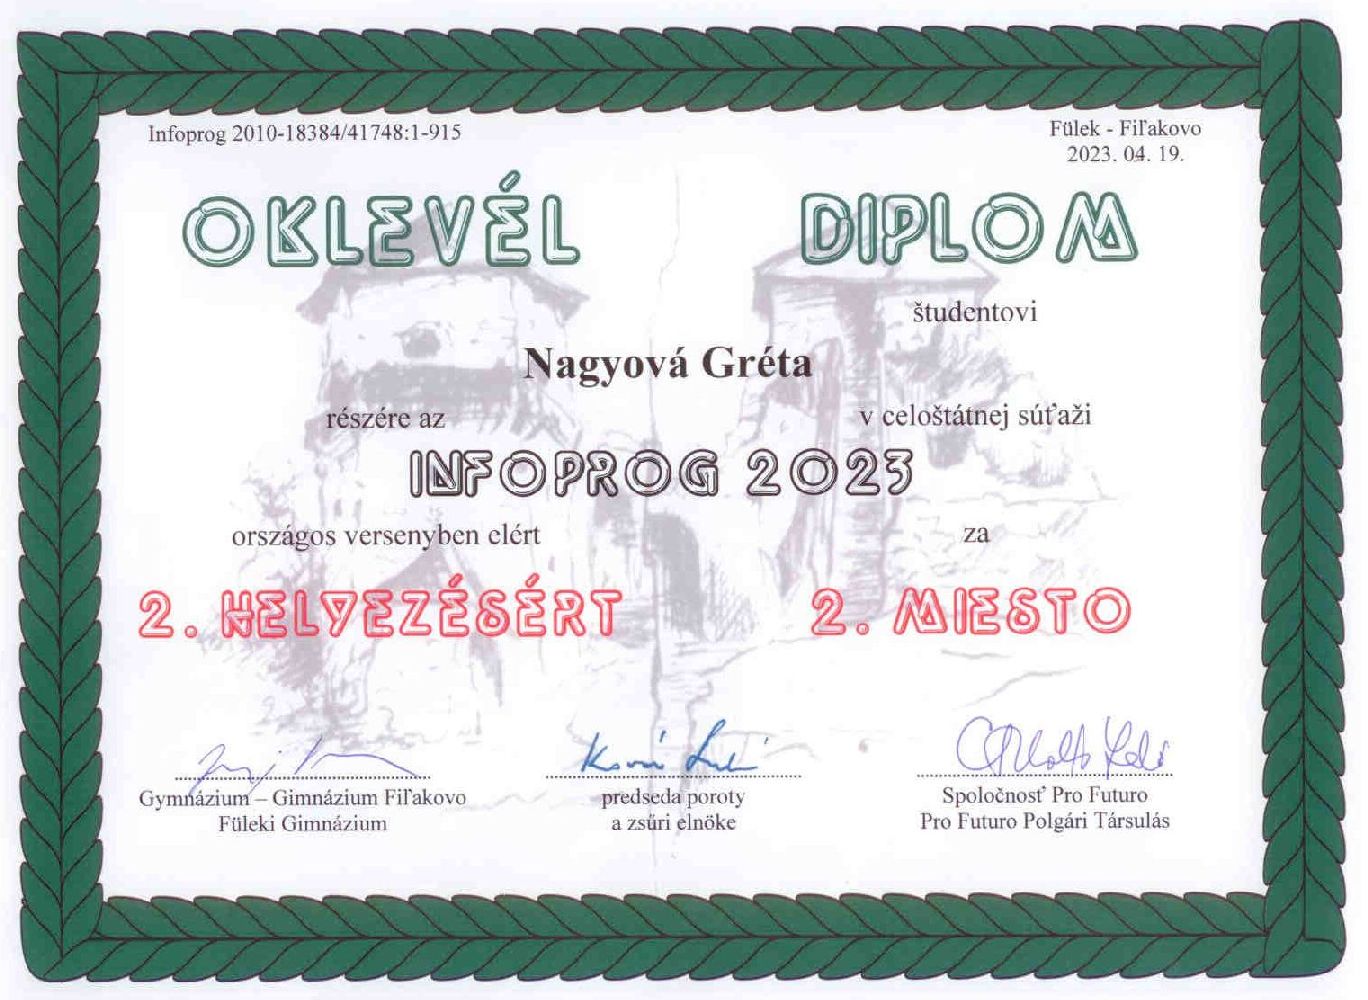 Infoprog 2010-18384/41748:1-915
Fülek - Fiľakovo
2023. 04. 19.
OKLEVÉL DIPLOM
študentovi
Nagyová Gréta
részére az v celoštátnej súťaži
INFOPROG 2023
országos versenyben elért za
2. HELYEZÉSÉRT 2. MIESTO
Gymnázium – Gimnázium Fiľakovo
Füleki Gimnázium
predseda poroty
a zsűri elnöke
Spoločnosť Pro Futuro
Pro Futuro Polgári Társulás